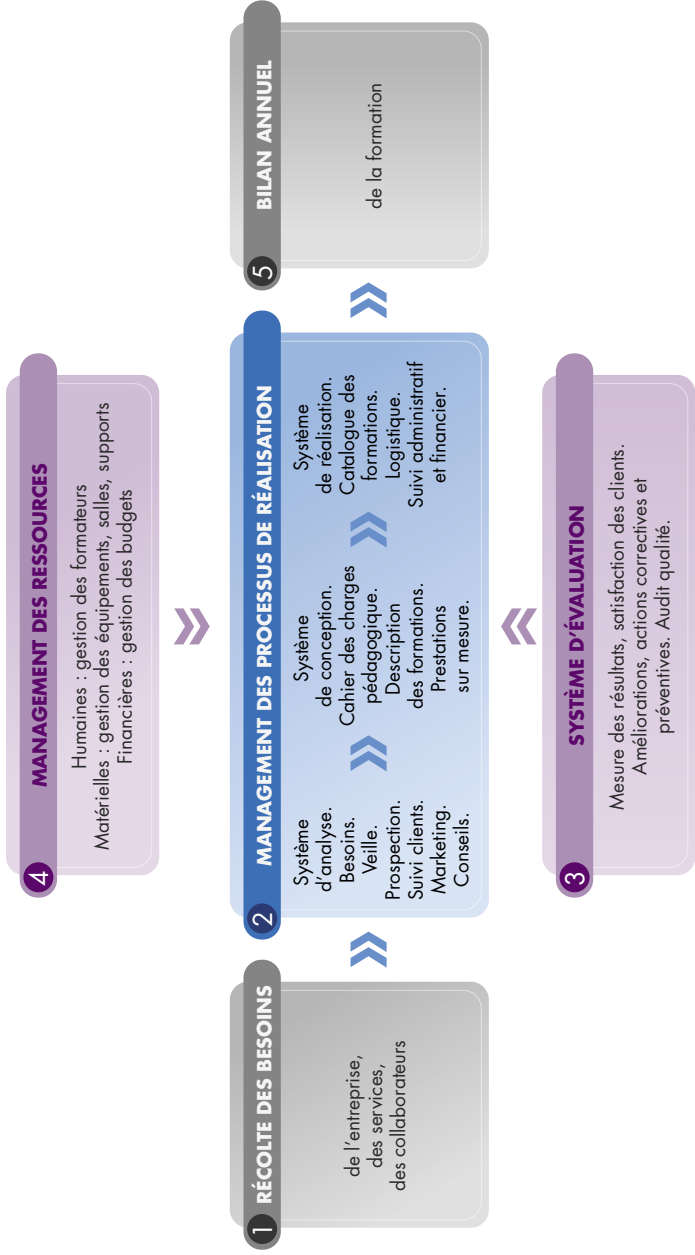 1 RÉCOLTE DES BESOINS
de l'entreprise,
des services,
des collaborateurs
2 MANAGEMENT DES PROCESSUS DE RÉALISATION
Système
d'analyse.
Besoins.
Veille.
Prospection.
Suivi clients.
Marketing.
Conseils.
Système
de conception.
Cahier des charges
pédagogique.
Description
des formations.
Prestations
sur mesure.
Système
de réalisation.
Catalogue des
formations.
Logistique.
Suivi administratif
et financier.
3 SYSTÈME D'ÉVALUATION
Mesure des résultats, satisfaction des clients.
Améliorations, actions correctives et
préventives. Audit qualité.
4 MANAGEMENT DES RESSOURCES
Humaines : gestion des formateurs
Matérielles : gestion des équipements, salles, supports
Financières : gestion des budgets
5 BILAN ANNUEL
de la formation